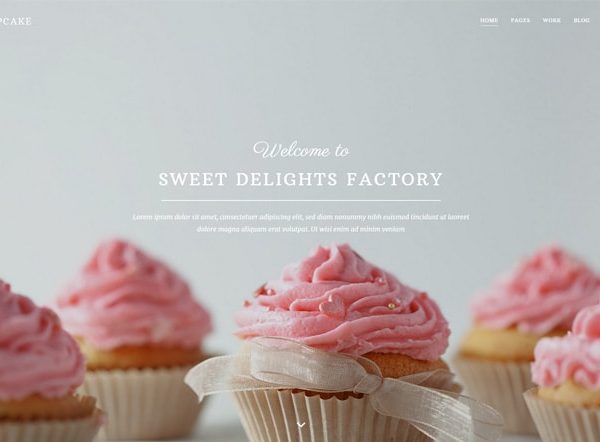 PCAKE
HOME PAGES WORK BLOG
Welcome to
SWEET DELIGHTS FACTORY
Lorem ipsum dolor sit amet, consectetuer adipiscing elit, sed diam nonummy nibh euismod tincidunt ut laoreet
dolore magna aliquam erat volutpat. Ut wisi enim ad minim veniam